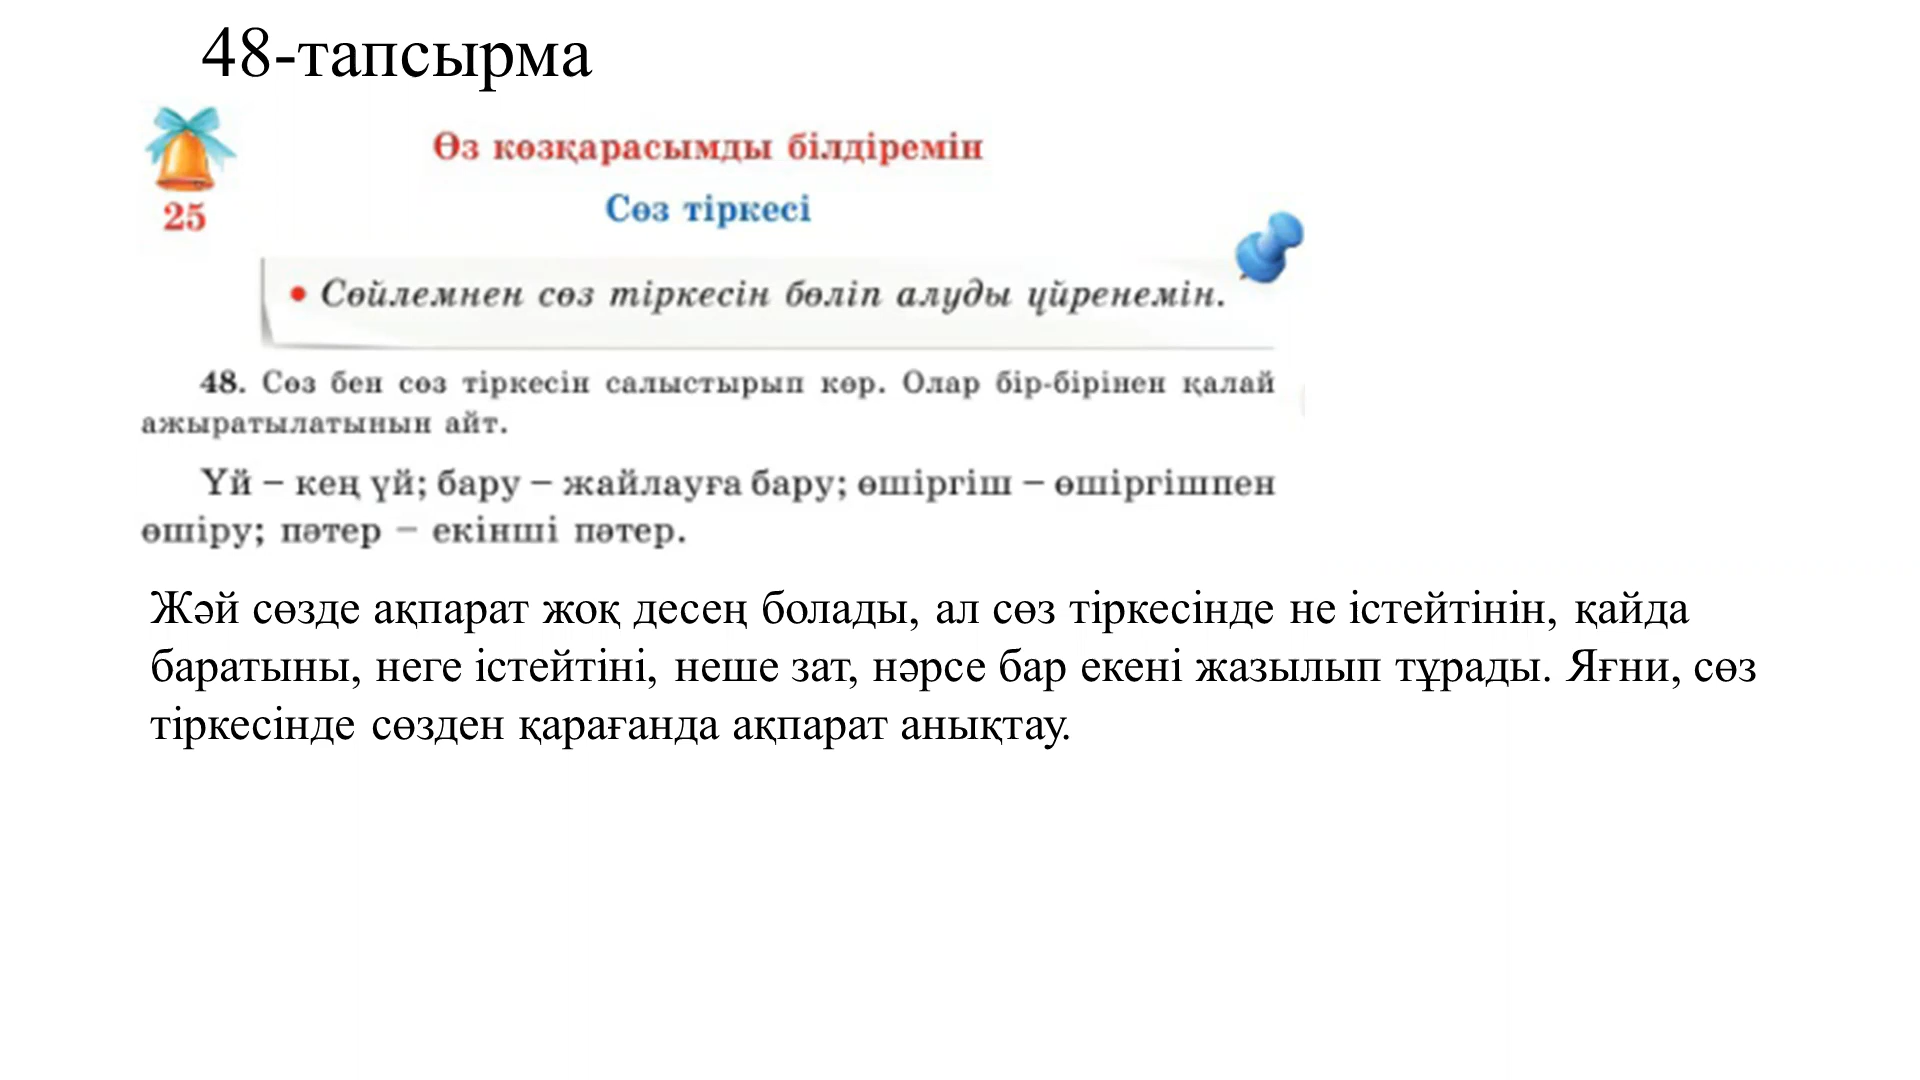 48-тапсырма
Өз көзқарасымды білдіремін
25
Сөз тіркесі
• Сөйлемнен сөз тіркесін бөліп алуды үйренемін.
48. Сөз бен сөз тіркесін салыстырып көр. Олар бір-бірінен қалай
ажыратылатынын айт.
Үй – кең үй; бару – жайлауға бару; өшіргіш – өшіргішпен
өшіру; пәтер – екінші пәтер.
Жәй сөзде ақпарат жоқ десең болады, ал сөз тіркесінде не істейтінін, қайда
баратыны, неге істейтіні, неше зат, нәрсе бар екені жазылып тұрады. Яғни, сөз
тіркесінде сөзден қарағанда ақпарат анықтау.